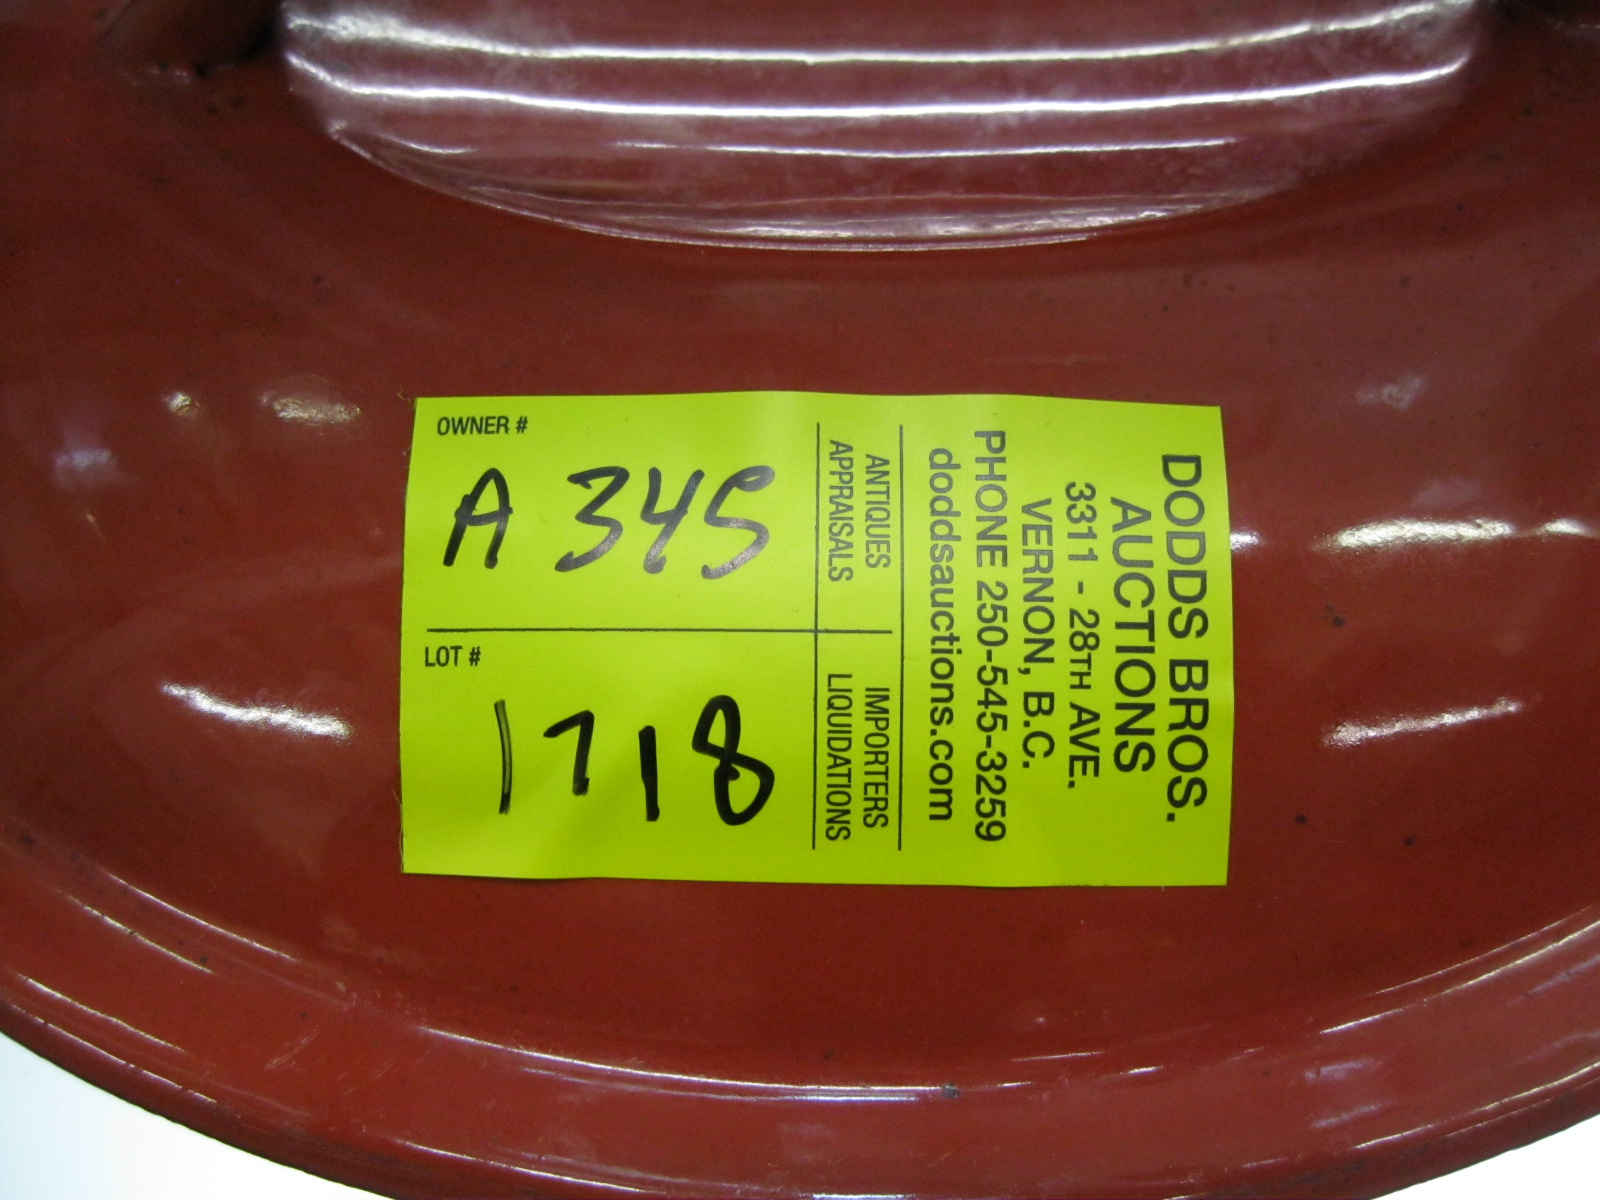 DODDS BROS.
AUCTIONS
3311 - 28TH AVE.
VERNON, B.C.
PHONE 250-545-3259
doddsauctions.com
ANTIQUES
APPRAISALS
IMPORTERS
LIQUIDATIONS
OWNER #
A 345
LOT #
1718